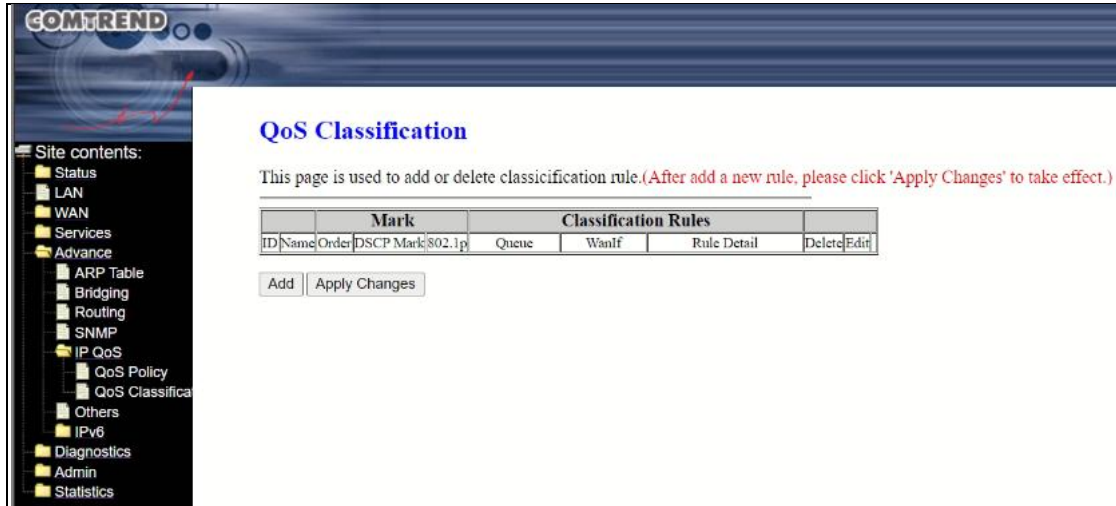 COMTREND
Site contents:
Status
LAN
WAN
Services
Advance
ARP Table
Bridging
Routing
SNMP
IP QoS
QoS Policy
QoS Classificat
Others
IPv6
Diagnostics
Admin
Statistics
QoS Classification
This page is used to add or delete classicification rule.(After add a new rule, please click 'Apply Changes' to take effect.)
Mark Classification Rules
ID Name Order DSCP Mark 802.1p Queue WanIf Rule Detail Delete Edit
Add Apply Changes